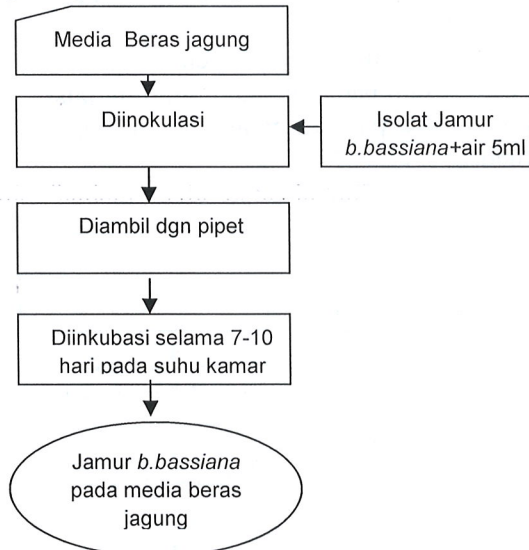 Media Beras jagung
Diinokulasi
Isolat Jamur
b.bassiana+air 5ml
Diambil dgn pipet
Diinkubasi selama 7-10
hari pada suhu kamar
Jamur b.bassiana
pada media beras
jagung